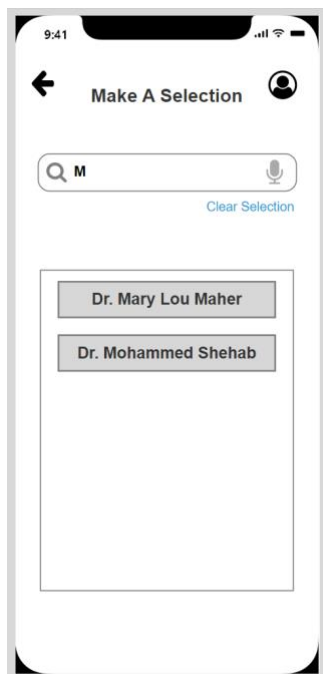 9:41
Make A Selection
M
Clear Selection
Dr. Mary Lou Maher
Dr. Mohammed Shehab